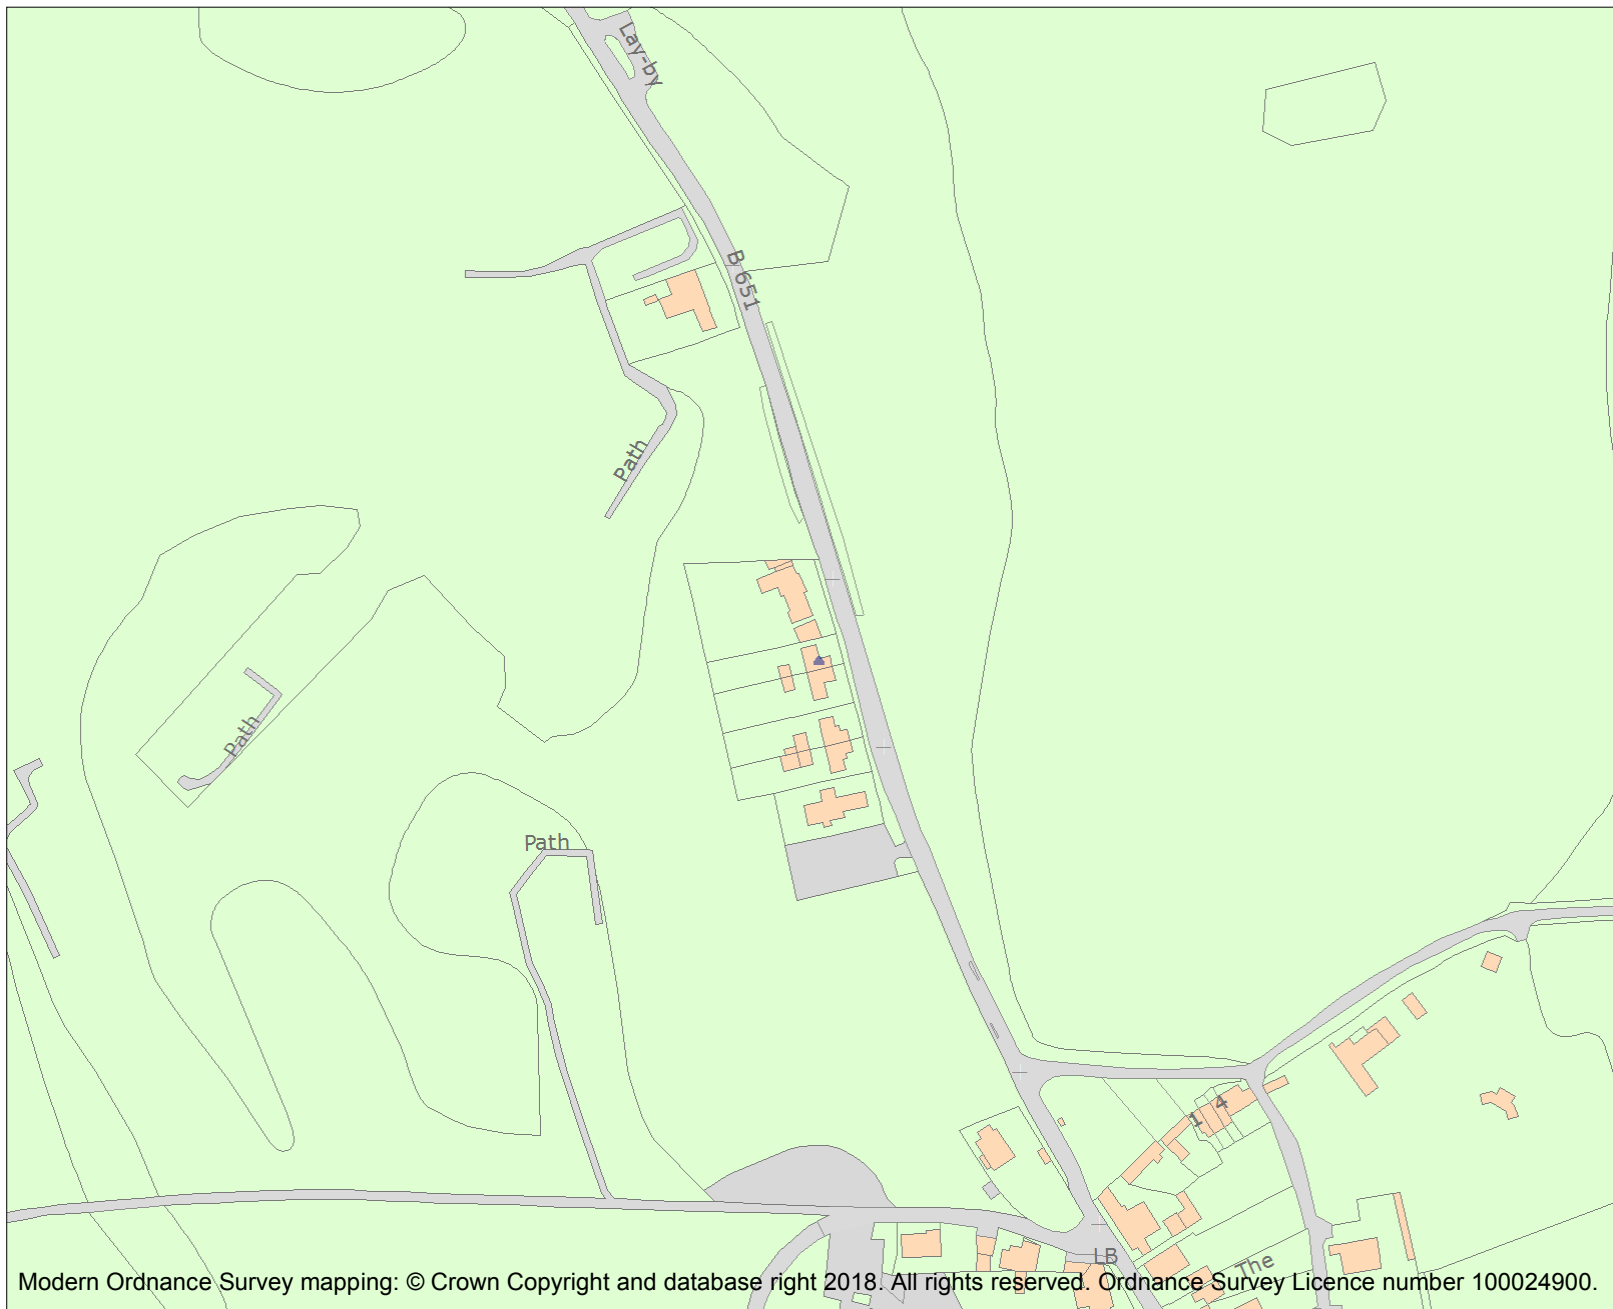 Lay-by
B 651
Path
Path
Path
1 4
LB
The
Modern Ordnance Survey mapping: © Crown Copyright and database right 2018. All rights reserved. Ordnance Survey Licence number 100024900.